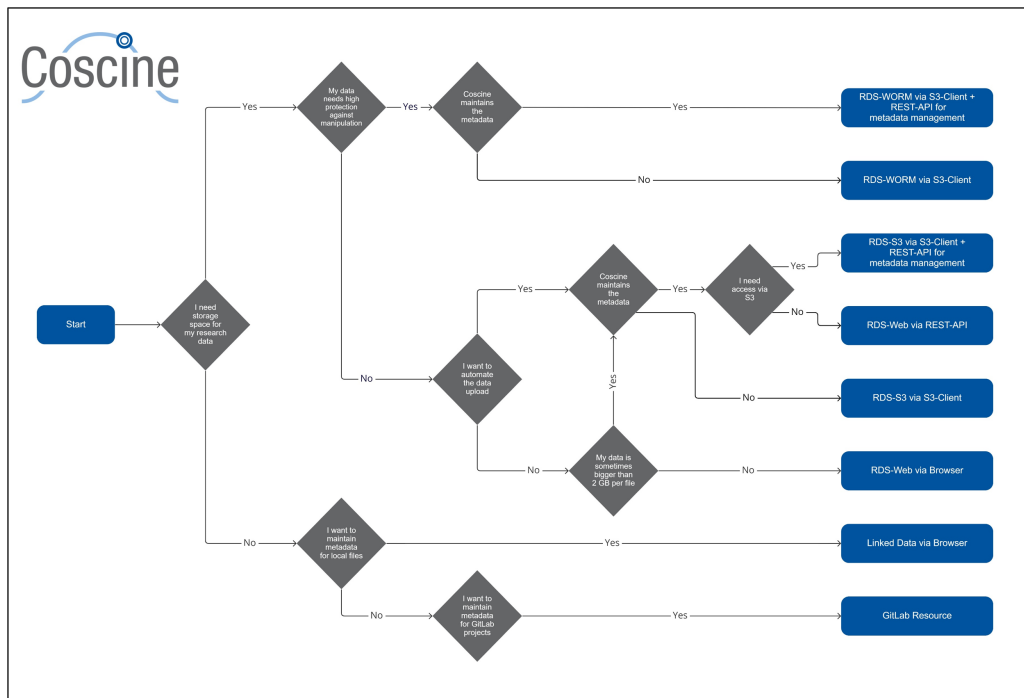 Coscine
My data
needs high
protection
against
manipulation
Coscine
maintains
the
metadata
RDS-WORM via S3-Client +
REST-API for
metadata management
Yes
Yes
Yes
No
RDS-WORM via S3-Client
RDS-S3 via S3-Client +
REST-API for
metadata management
Yes
Coscine
maintains
the
metadata
Yes
Yes
I need
access via
S3
No
Start
I need
storage
space for
my research
data
RDS-Web via REST-API
No
I want to
automate
the data
upload
Yes
No
RDS-S3 via S3-Client
No
My data is
sometimes
bigger than
2 GB per file
No
RDS-Web via Browser
No
I want to
maintain
metadata
for local files
Yes
Linked Data via Browser
No
I want to
maintain
metadata
for GitLab
projects
Yes
GitLab Resource